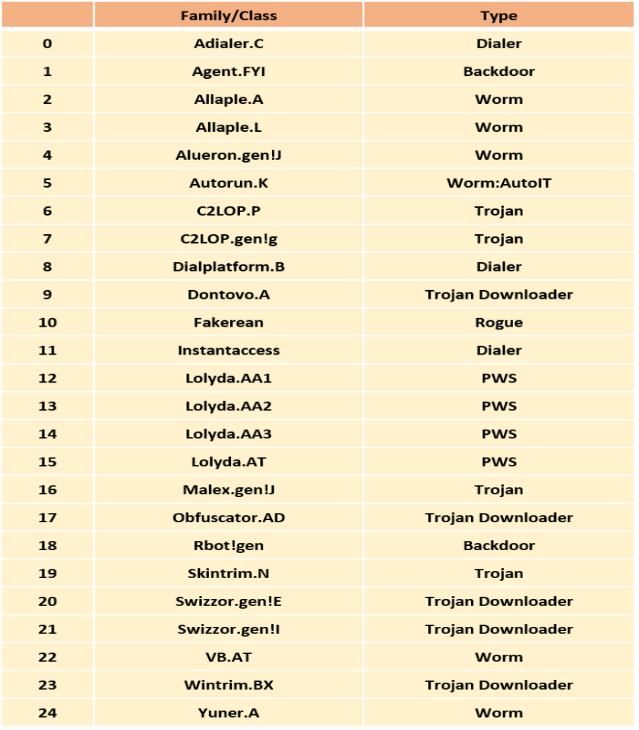 Family/Class Type
0 Adialer.C Dialer
1 Agent.FYI Backdoor
2 Allaple.A Worm
3 Allaple.L Worm
4 Alueron.gen!J Worm
5 Autorun.K Worm:AutoIT
6 C2LOP.P Trojan
7 C2LOP.gen!g Trojan
8 Dialplatform.B Dialer
9 Dontovo.A Trojan Downloader
10 Fakerean Rogue
11 Instantaccess Dialer
12 Lolyda.AA1 PWS
13 Lolyda.AA2 PWS
14 Lolyda.AA3 PWS
15 Lolyda.AT PWS
16 Malex.gen!J Trojan
17 Obfuscator.AD Trojan Downloader
18 Rbot!gen Backdoor
19 Skintrim.N Trojan
20 Swizzor.gen!E Trojan Downloader
21 Swizzor.gen!I Trojan Downloader
22 VB.AT Worm
23 Wintrim.BX Trojan Downloader
24 Yuner.A Worm